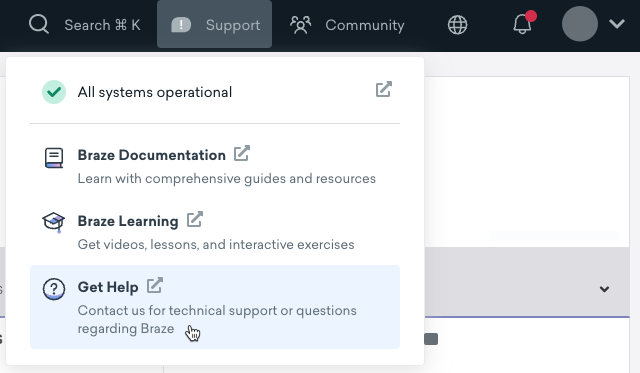 Search ⌘ K
Support
Community
All systems operational
Braze Documentation
Learn with comprehensive guides and resources
Braze Learning
Get videos, lessons, and interactive exercises
Get Help
Contact us for technical support or questions
regarding Braze